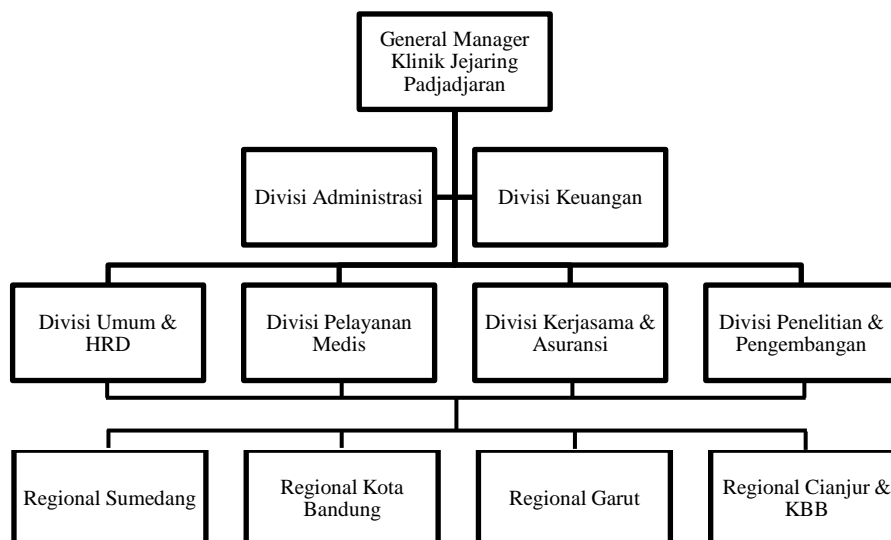 General Manager
Klinik Jejaring
Padjadjaran
Divisi Administrasi
Divisi Keuangan
Divisi Umum &
HRD
Divisi Pelayanan
Medis
Divisi Kerjasama &
Asuransi
Divisi Penelitian &
Pengembangan
Regional Sumedang
Regional Kota
Bandung
Regional Garut
Regional Cianjur &
KBB